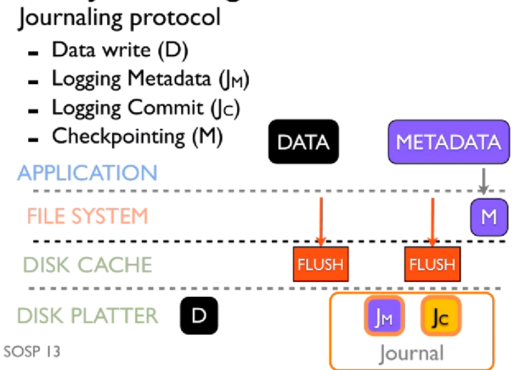 Journaling protocol
- Data write (D)
- Logging Metadata (JM)
- Logging Commit (JC)
- Checkpointing (M)
DATA METADATA
APPLICATION
FILE SYSTEM M
DISK CACHE FLUSH FLUSH
DISK PLATTER D JM JC
SOSP 13 Journal